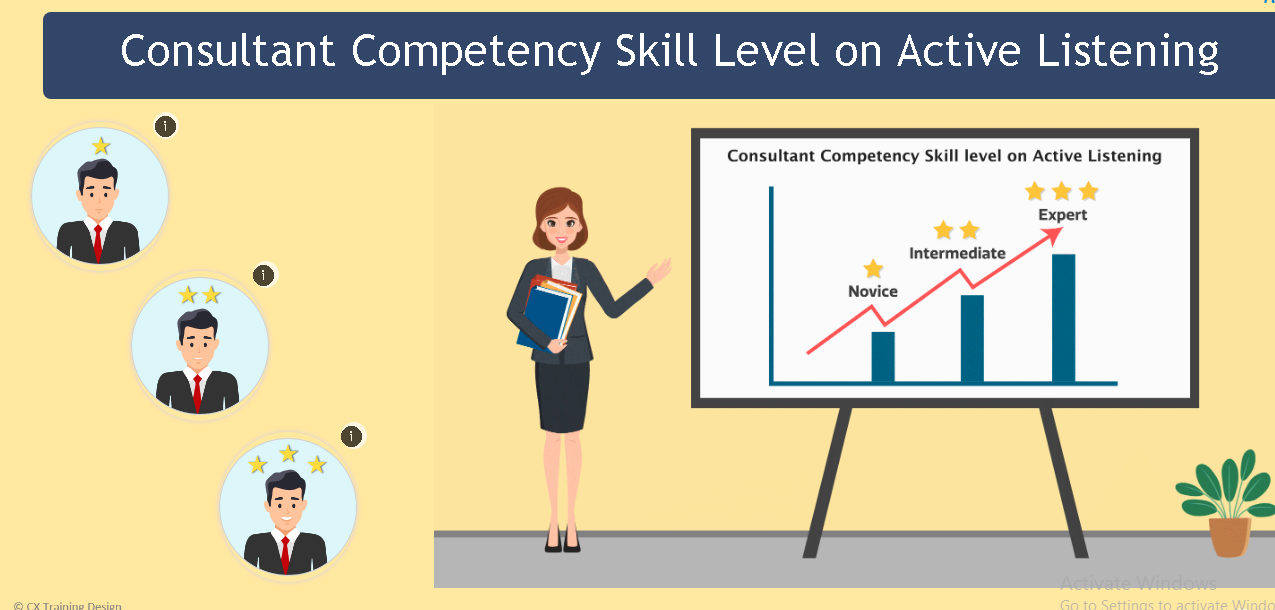 Consultant Competency Skill Level on Active Listening
i
i
i
Consultant Competency Skill level on Active Listening
Expert
Intermediate
Novice
Activate Windows
Go to Settings to activate
© CX Training Design